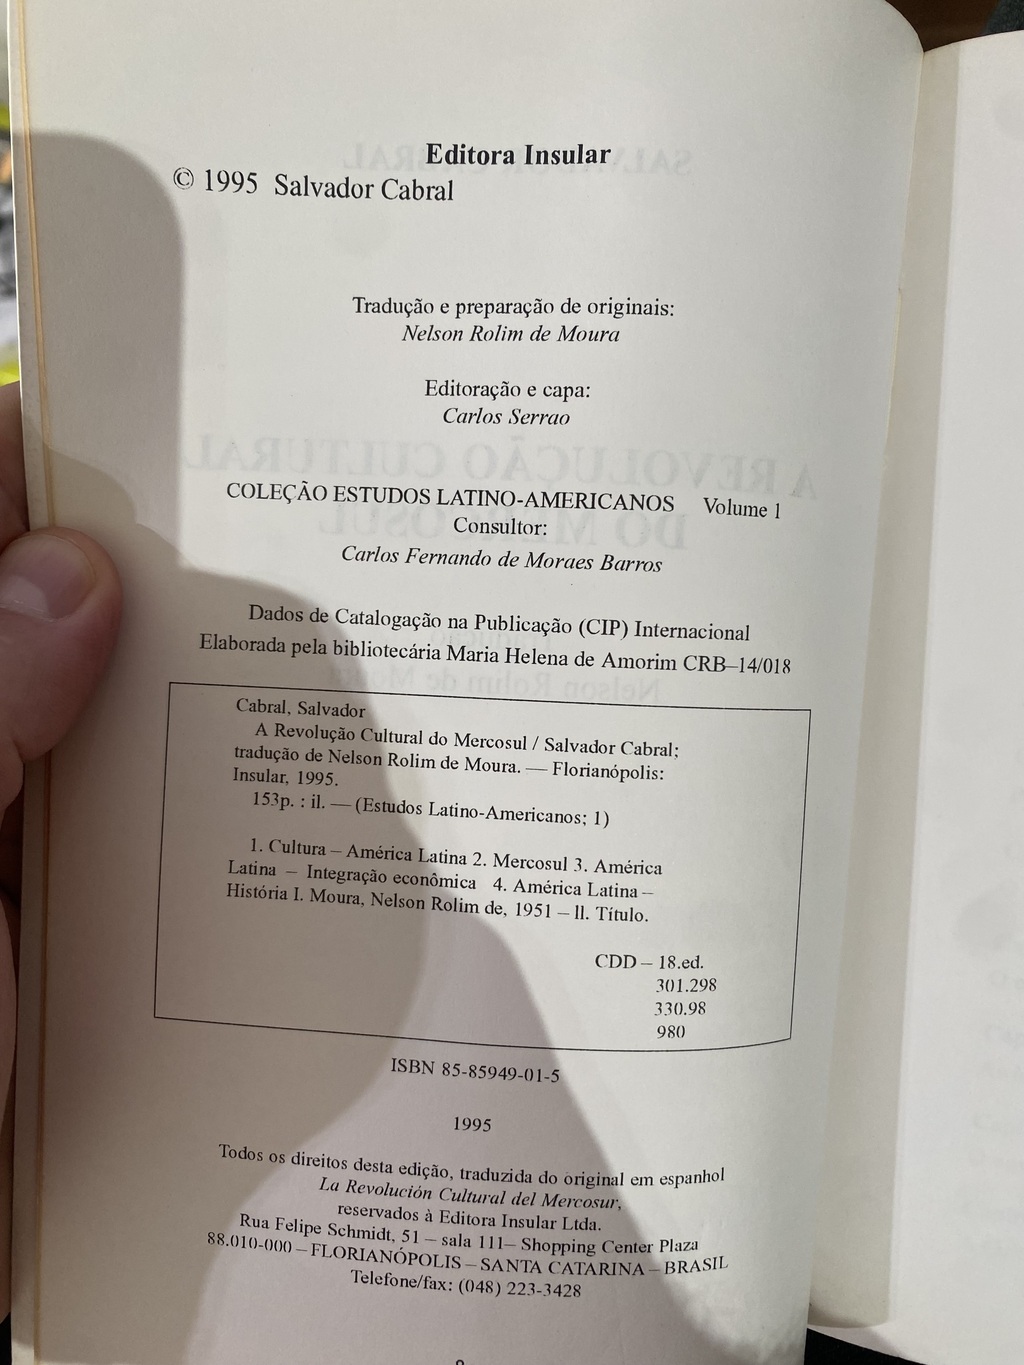 Editora Insular
© 1995 Salvador Cabral
Tradução e preparação de originais:
Nelson Rolim de Moura
Editoração e capa:
Carlos Serrao
COLEÇÃO ESTUDOS LATINO-AMERICANOS Volume 1
Consultor:
Carlos Fernando de Moraes Barros
Dados de Catalogação na Publicação (CIP) Internacional
Elaborada pela bibliotecária Maria Helena de Amorim CRB–14/018
Cabral, Salvador
A Revolução Cultural do Mercosul / Salvador Cabral;
tradução de Nelson Rolim de Moura. — Florianópolis:
Insular, 1995.
153p. : il. — (Estudos Latino-Americanos; 1)
1. Cultura – América Latina 2. Mercosul 3. América
Latina – Integração econômica 4. América Latina –
História I. Moura, Nelson Rolim de, 1951 – II. Título.
CDD – 18.ed.
301.298
330.98
980
ISBN 85-85949-01-5
1995
Todos os direitos desta edição, traduzida do original em espanhol
La Revolución Cultural del Mercosur,
reservados à Editora Insular Ltda.
Rua Felipe Schmidt, 51 – sala 111– Shopping Center Plaza
88.010-000 – FLORIANÓPOLIS – SANTA CATARINA – BRASIL
Telefone/fax: (048) 223-3428